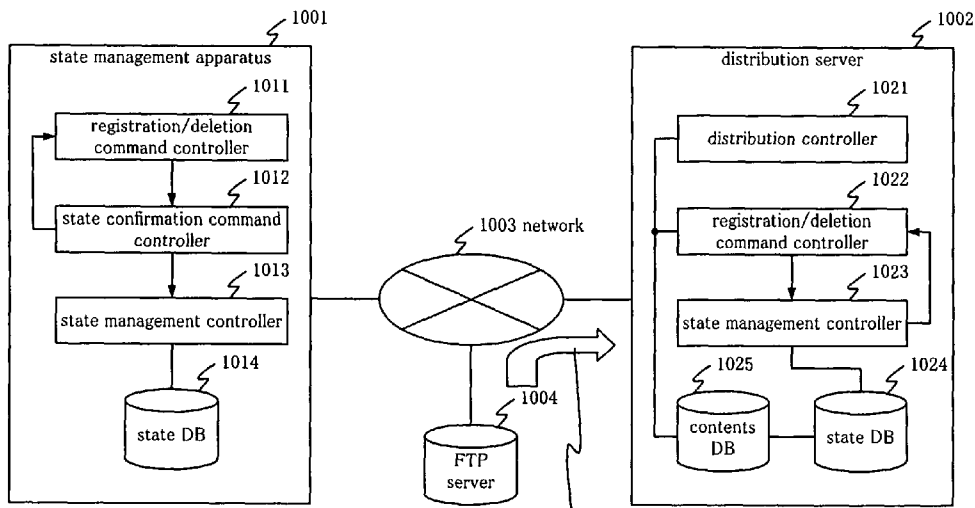 1001
state management apparatus
1011
registration/deletion
command controller
1012
state confirmation command
controller
1013
state management controller
1014
state DB
1003 network
1004
FTP
server
1002
distribution server
1021
distribution controller
1022
registration/deletion
command controller
1023
state management controller
1025
contents
DB
1024
state DB